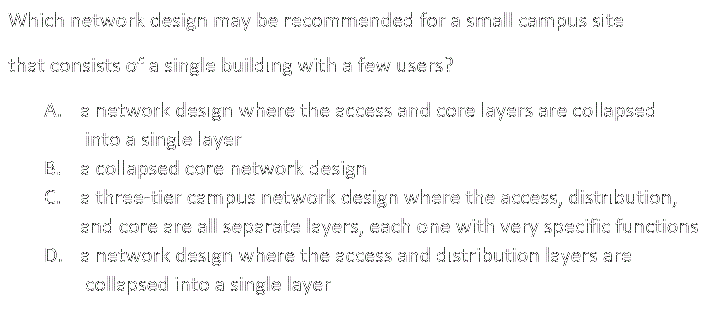 Which network design may be recommended for a small campus site
that consists of a single building with a few users?
A. a network design where the access and core layers are collapsed
into a single layer
B. a collapsed core network design
C. a three-tier campus network design where the access, distribution,
and core are all separate layers, each one with very specific functions
D. a network design where the access and distribution layers are
collapsed into a single layer